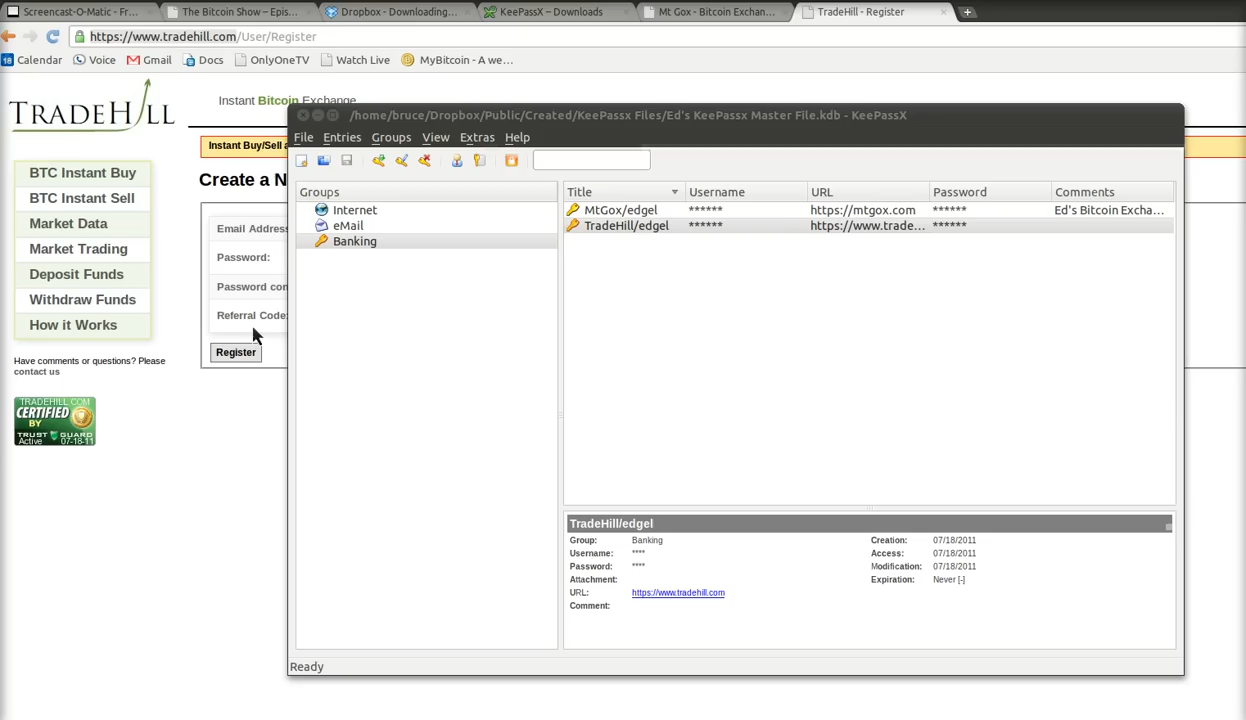 Screencast-O-Matic - Fr...
The Bitcoin Show – Epis...
Dropbox - Downloading...
KeePassX – Downloads
Mt Gox - Bitcoin Exchan...
TradeHill - Register
https://www.tradehill.com/User/Register
18 Calendar
Voice
Gmail
Docs
OnlyOneTV
Watch Live
MyBitcoin - A we...
TRADEHILL
Instant Bitcoin Exchange
BTC Instant Buy
BTC Instant Sell
Market Data
Market Trading
Deposit Funds
Withdraw Funds
How it Works
Have comments or questions? Please
contact us
TRADEHILL.COM
CERTIFIED
BY
TRUST GUARD
Active 07-18-11
Instant Buy/Sell a
Create a N
Email Address
Password:
Password con
Referral Code:
Register
/home/bruce/Dropbox/Public/Created/KeePassx Files/Ed's KeePassx Master File.kdb - KeePassX
File Entries Groups View Extras Help
Groups
Internet
eMail
Banking
Title Username URL Password Comments
MtGox/edgel ****** https://mtgox.com ****** Ed's Bitcoin Excha...
TradeHill/edgel ****** https://www.trade... ******
TradeHill/edgel
Group: Banking Creation: 07/18/2011
Username: **** Access: 07/18/2011
Password: **** Modification: 07/18/2011
Attachment: Expiration: Never [-]
URL: https://www.tradehill.com
Comment:
Ready